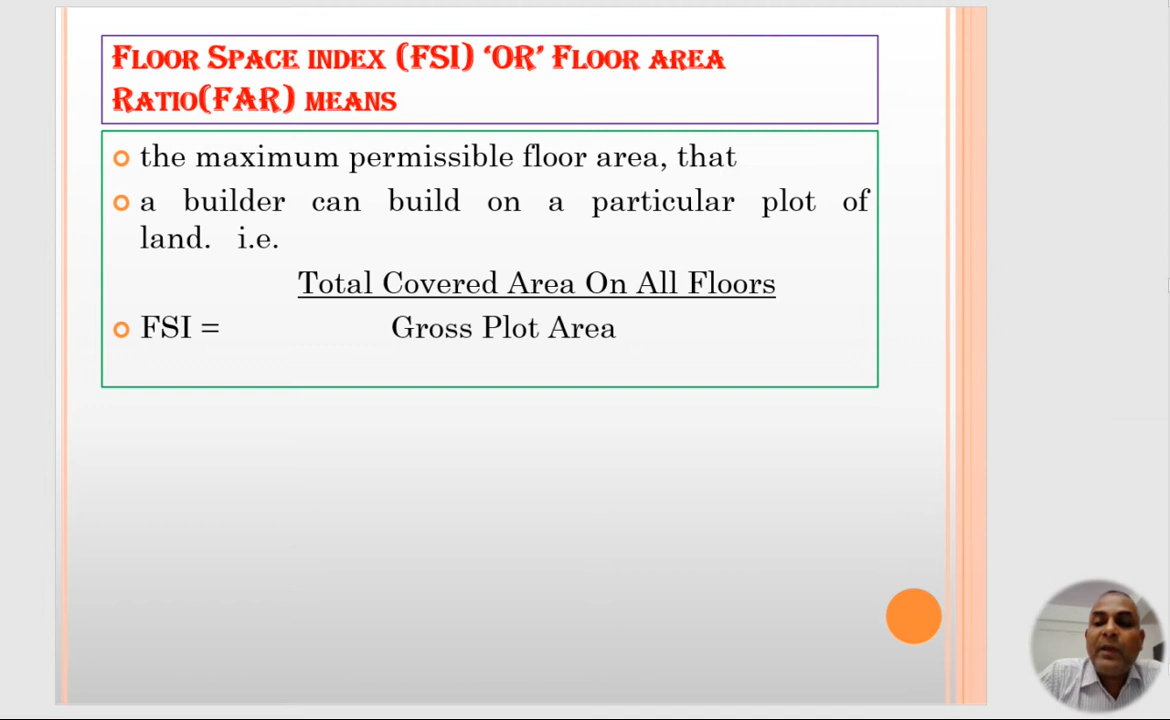 FLOOR SPACE INDEX (FSI) ‘OR’ FLOOR AREA
RATIO(FAR) MEANS
the maximum permissible floor area, that
a builder can build on a particular plot of
land. i.e.
Total Covered Area On All Floors
FSI = Gross Plot Area